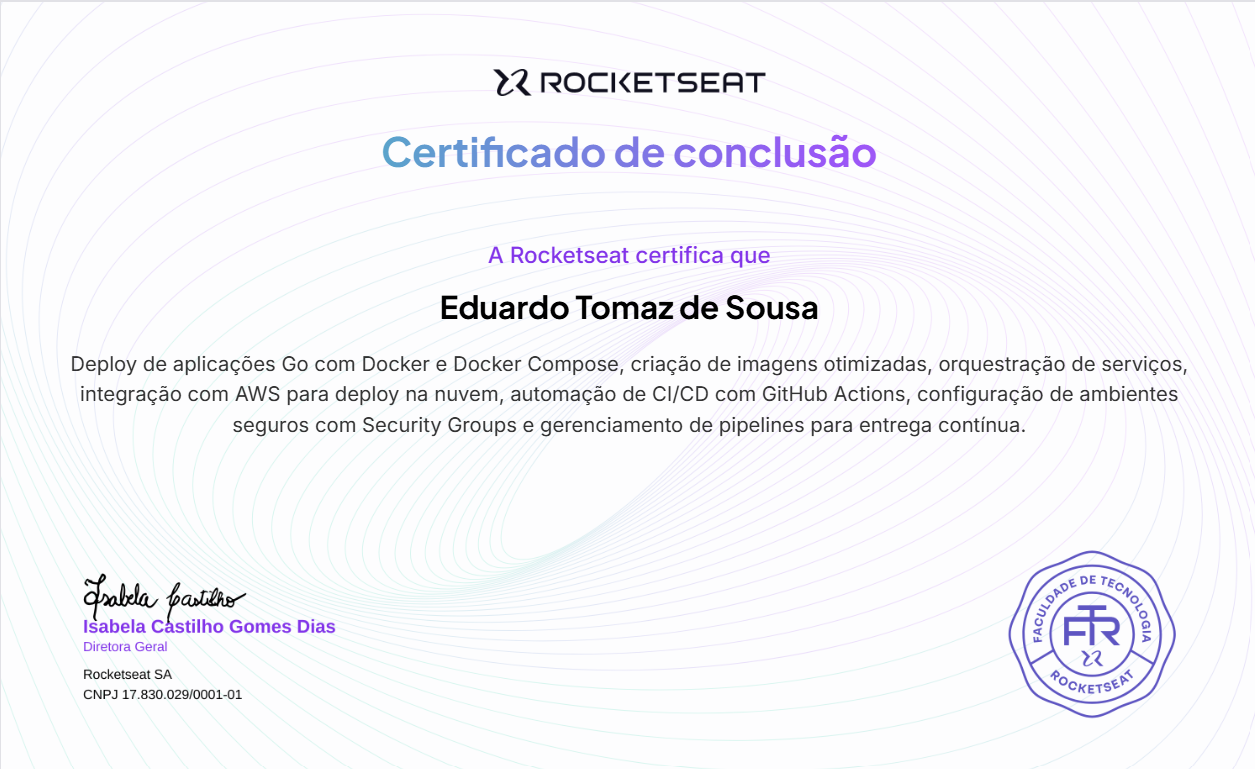 ROCKETSEAT
Certificado de conclusão
A Rocketseat certifica que
Eduardo Tomaz de Sousa
Deploy de aplicações Go com Docker e Docker Compose, criação de imagens otimizadas, orquestração de serviços,
integração com AWS para deploy na nuvem, automação de CI/CD com GitHub Actions, configuração de ambientes
seguros com Security Groups e gerenciamento de pipelines para entrega contínua.
Isabela Castilho
Isabela Castilho Gomes Dias
Diretora Geral
Rocketseat SA
CNPJ 17.830.029/0001-01
FACULDADE DE TECNOLOGIA
FTR
ROCKETSEAT